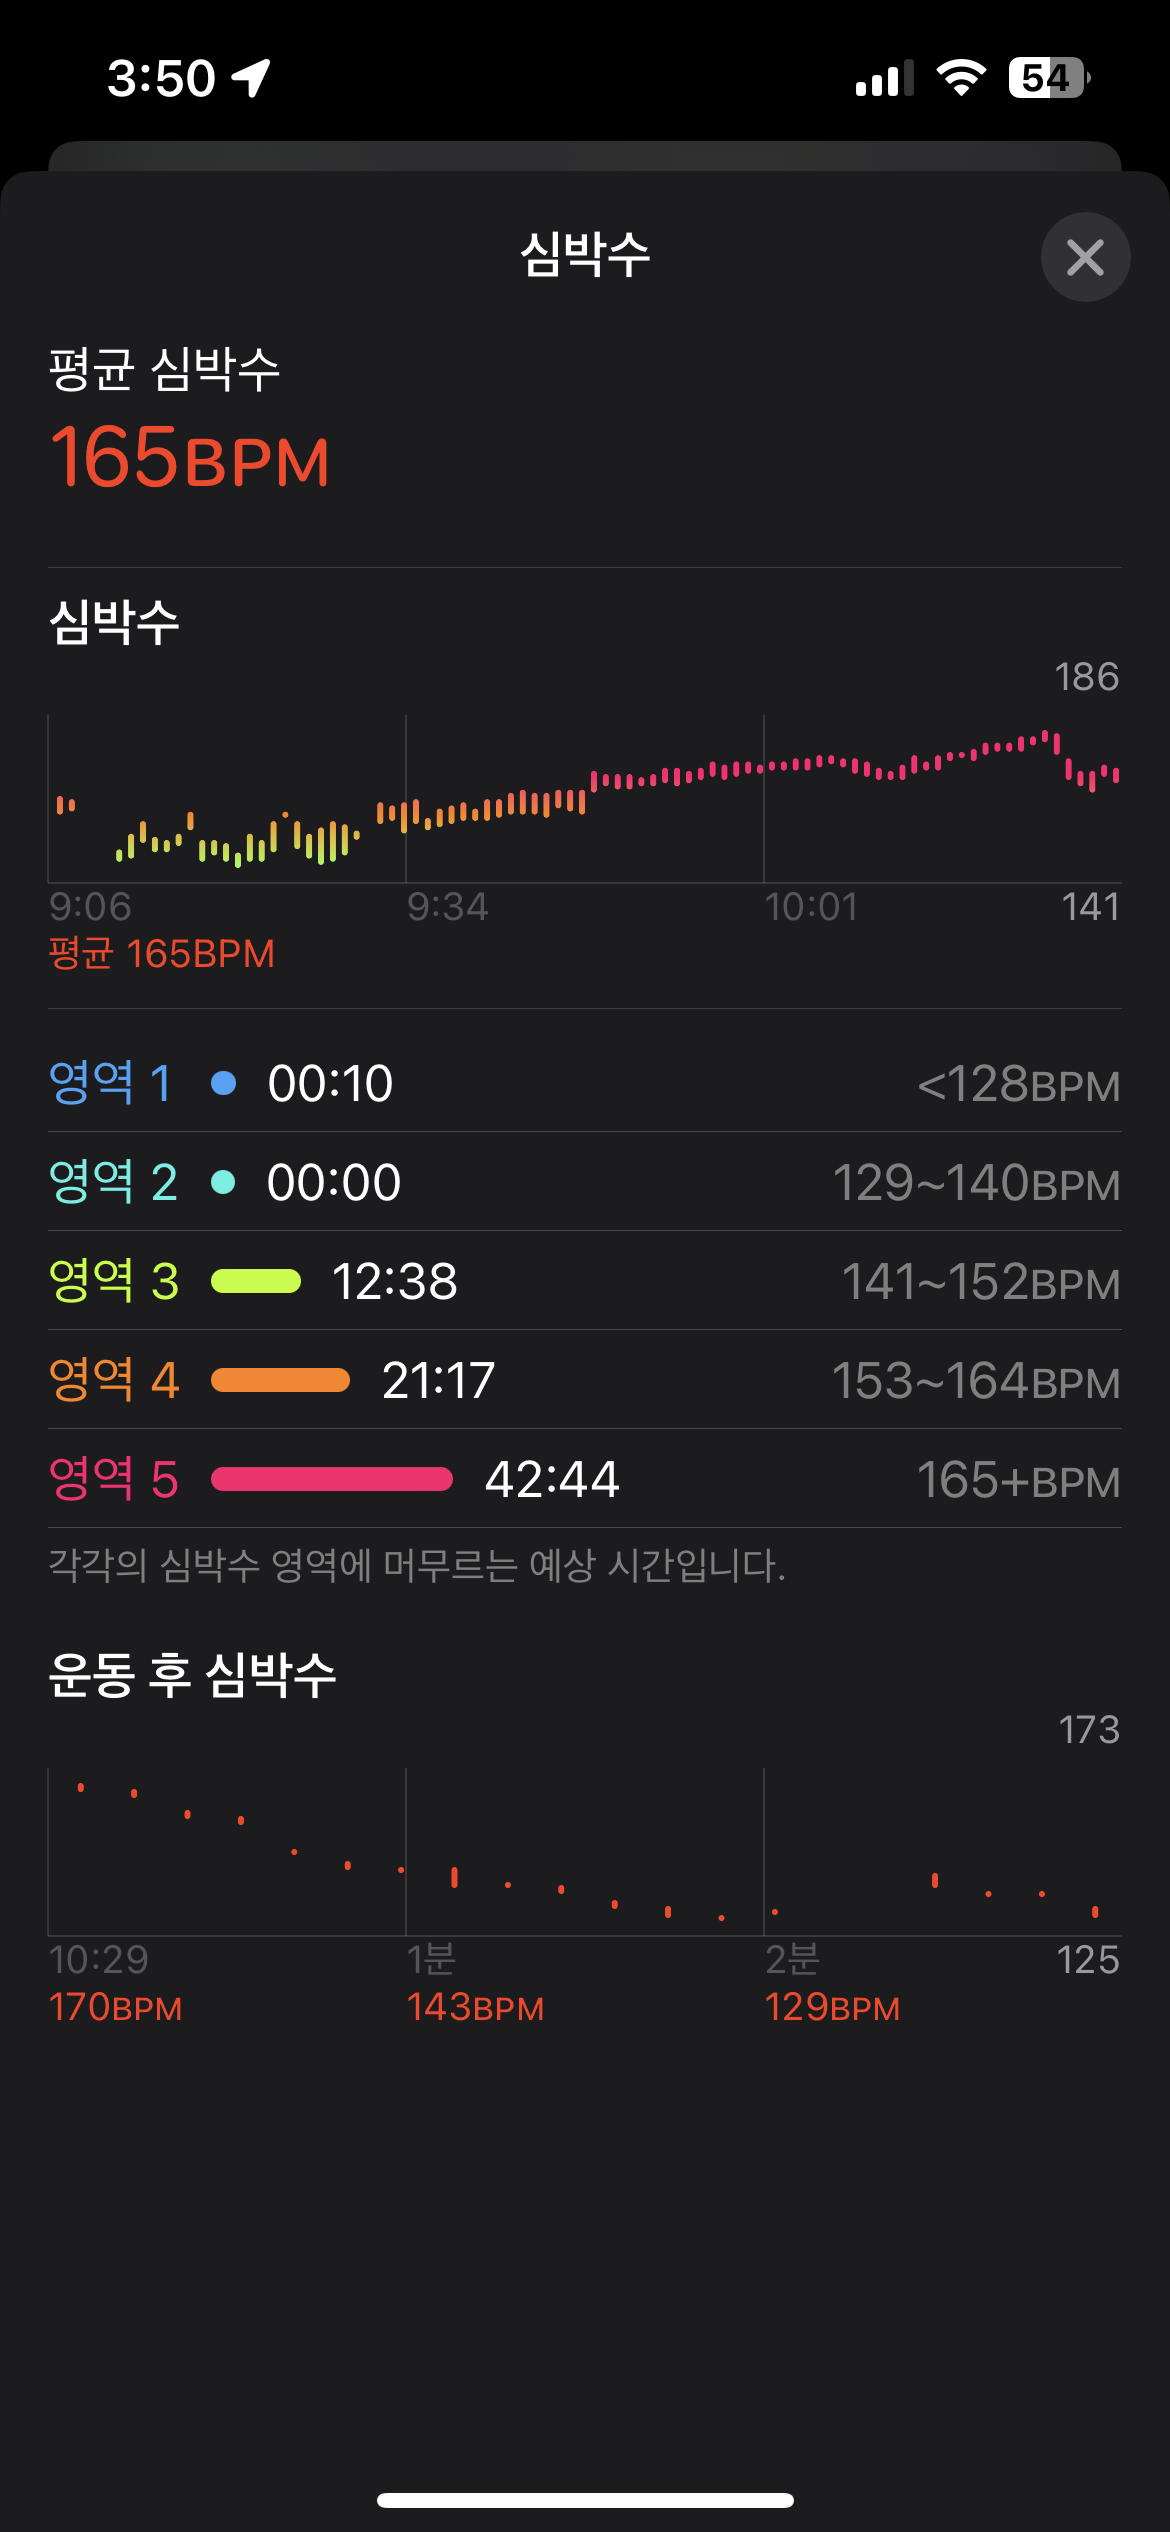 3:50
54
심박수
평균 심박수
165BPM
심박수
186
9:06 9:34 10:01 141
평균 165BPM
영역 1 00:10 <128BPM
영역 2 00:00 129~140BPM
영역 3 12:38 141~152BPM
영역 4 21:17 153~164BPM
영역 5 42:44 165+BPM
각각의 심박수 영역에 머무르는 예상 시간입니다.
운동 후 심박수
173
10:29 1분 2분 125
170BPM 143BPM 129BPM